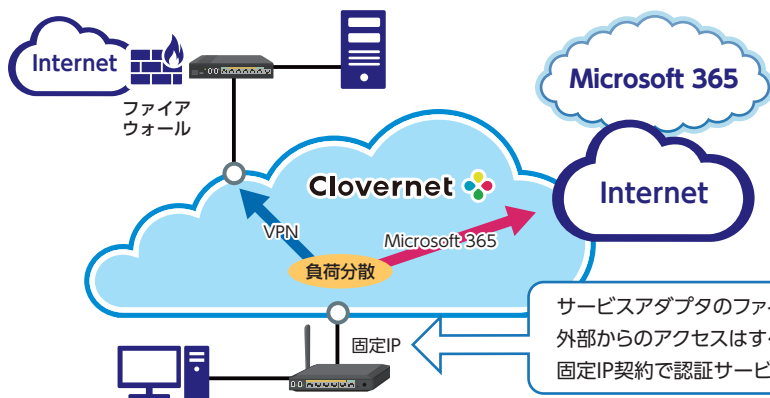 Internet
ファイア
ウォール
Microsoft 365
Internet
Clovernet
VPN
Microsoft 365
負荷分散
固定IP
サービスアダプタのファ
外部からのアクセスはす
固定IP契約で認証サービ